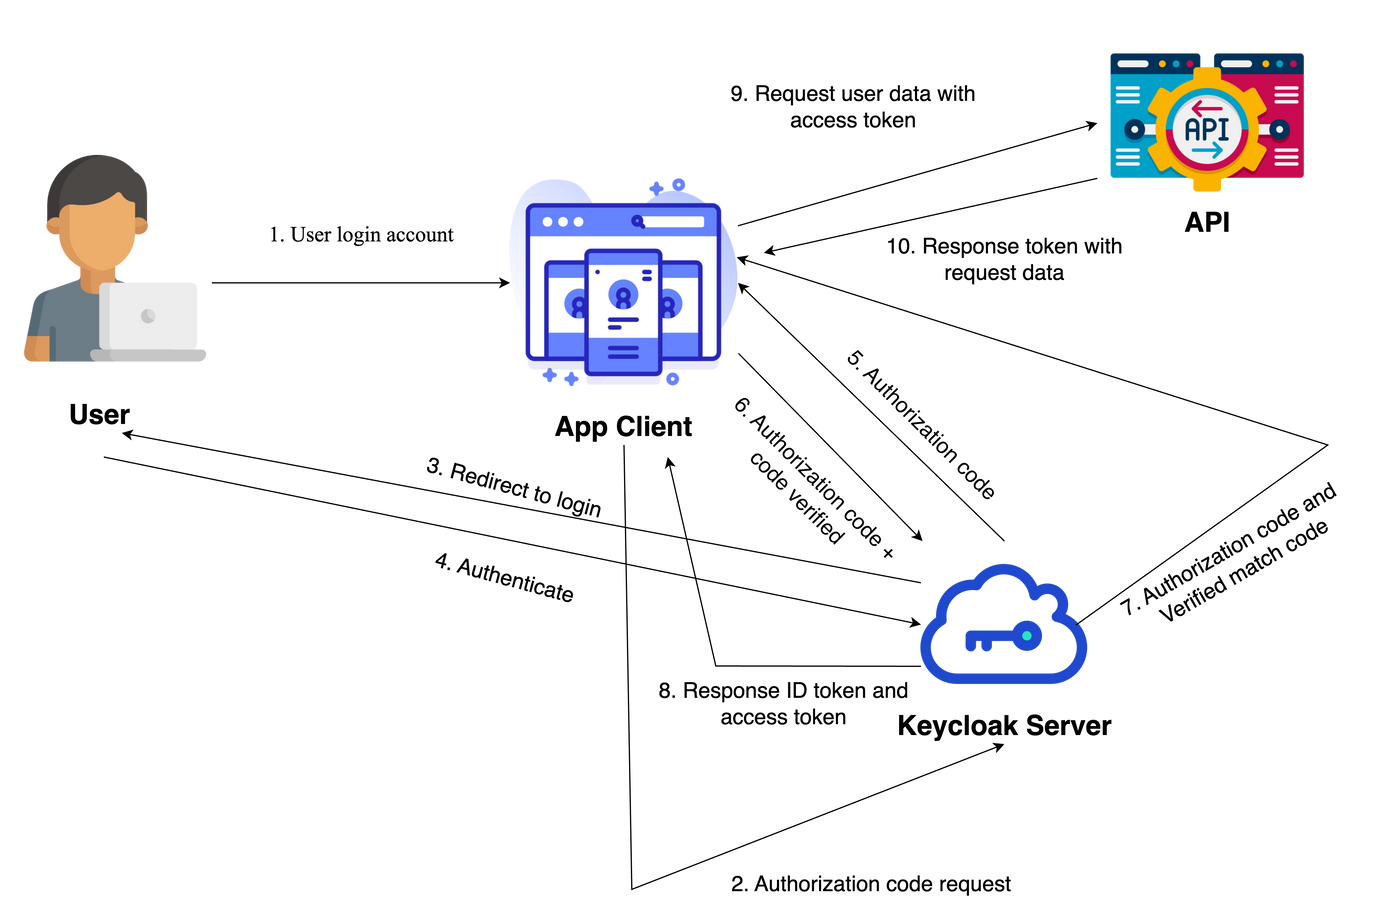 9. Request user data with
access token
API
API
1. User login account
10. Response token with
request data
User
App Client
5. Authorization code
6. Authorization code +
code verified
3. Redirect to login
4. Authenticate
7. Authorization code and
Verified match code
8. Response ID token and
access token
Keycloak Server
2. Authorization code request